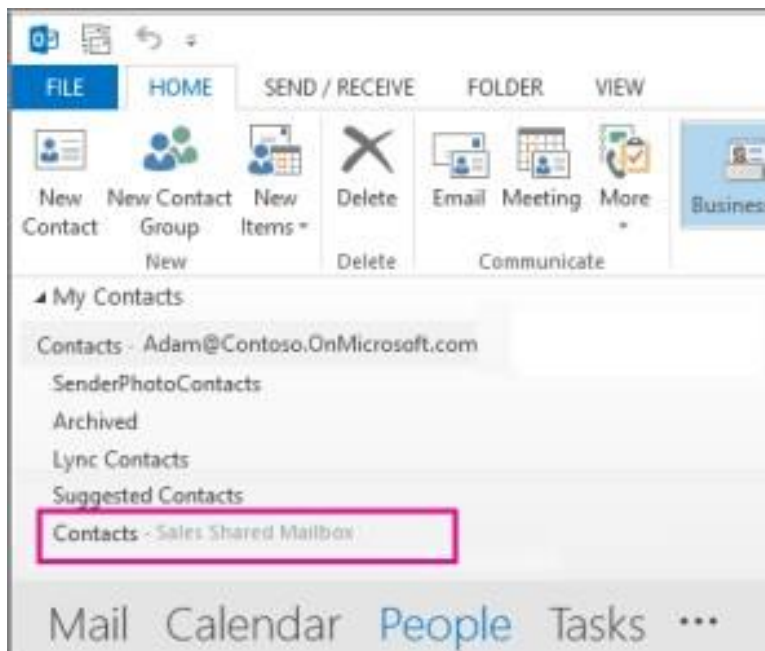 FILE HOME SEND / RECEIVE FOLDER VIEW
New Contact New Contact Group New Items Delete Email Meeting More
New Delete Communicate
My Contacts
Contacts - Adam@Contoso.OnMicrosoft.com
SenderPhotoContacts
Archived
Lync Contacts
Suggested Contacts
Contacts - Sales Shared Mailbox
Mail Calendar People Tasks •••